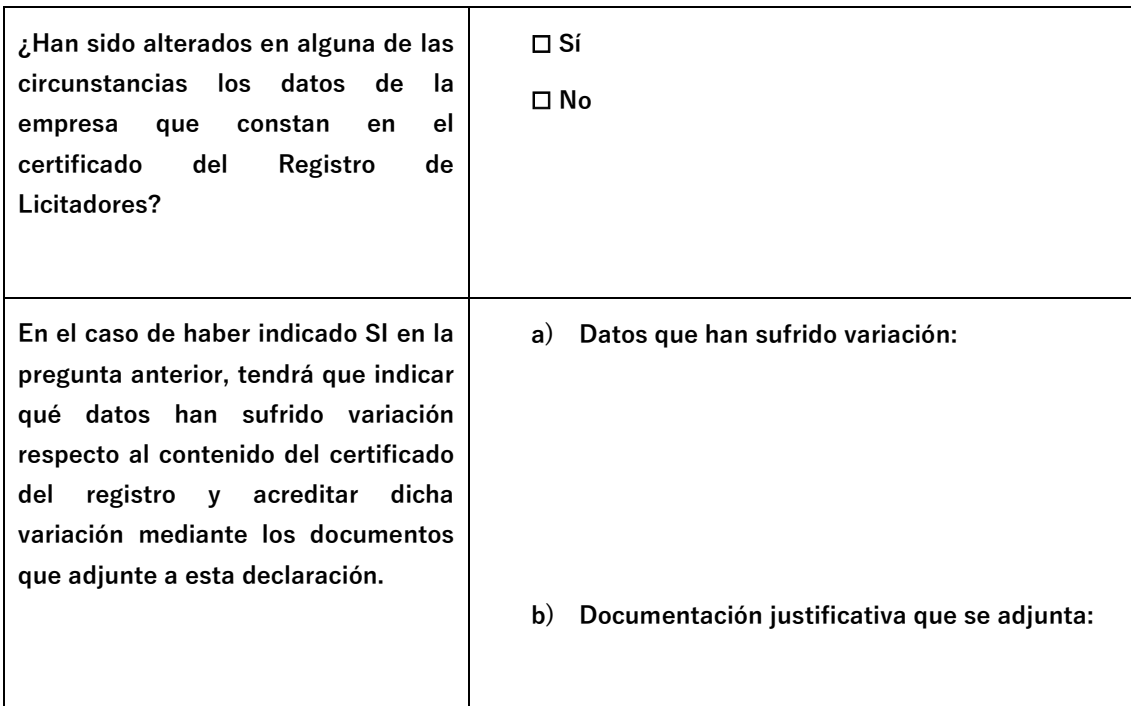 ¿Han sido alterados en alguna de las
circunstancias los datos de la
empresa que constan en el
certificado del Registro de
Licitadores?
☐ Sí
☐ No
En el caso de haber indicado SI en la
pregunta anterior, tendrá que indicar
qué datos han sufrido variación
respecto al contenido del certificado
del registro y acreditar dicha
variación mediante los documentos
que adjunte a esta declaración.
a) Datos que han sufrido variación:
b) Documentación justificativa que se adjunta: